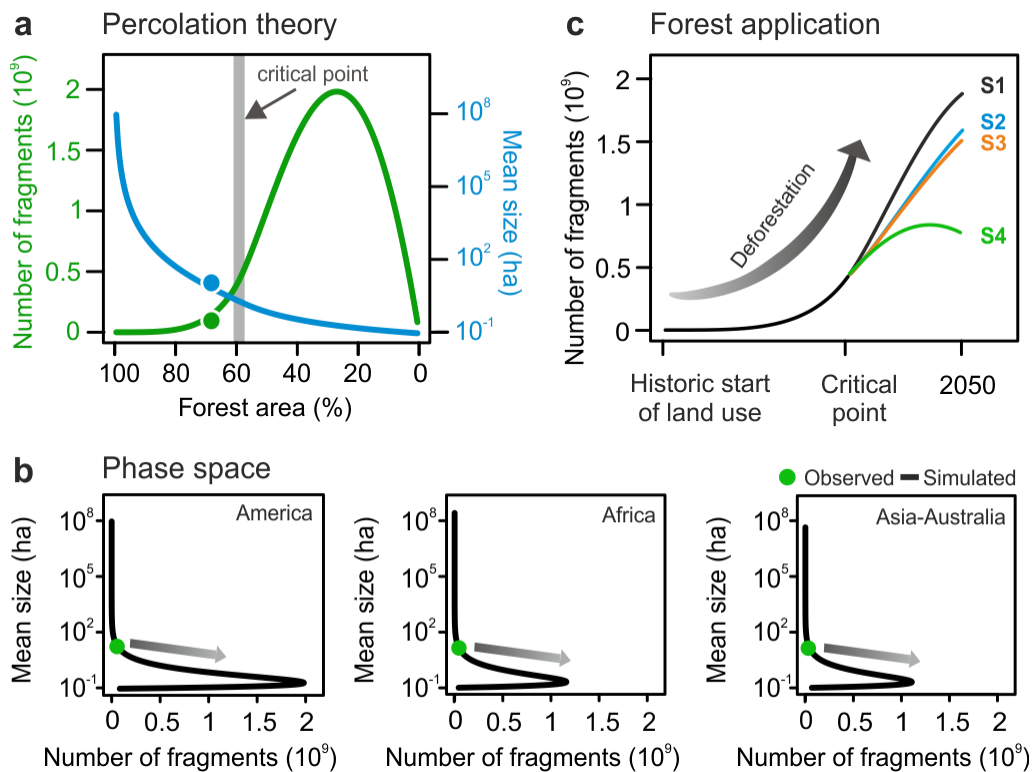 a Percolation theory
Number of fragments (10⁹)
2
1.5
1
0.5
0
critical point
10⁸
10⁵
10²
10⁻¹
Mean size (ha)
100 80 60 40 20 0
Forest area (%)
c Forest application
Number of fragments (10⁹)
2
1.5
1
0.5
0
Deforestation
S1
S2
S3
S4
Historic start
of land use
Critical
point
2050
b Phase space
Observed Simulated
America
Mean size (ha)
10⁸
10⁵
10²
10⁻¹
0 0.5 1 1.5 2
Number of fragments (10⁹)
Africa
Mean size (ha)
10⁸
10⁵
10²
10⁻¹
0 0.5 1 1.5 2
Number of fragments (10⁹)
Asia-Australia
Mean size (ha)
10⁸
10⁵
10²
10⁻¹
0 0.5 1 1.5 2
Number of fragments (10⁹)